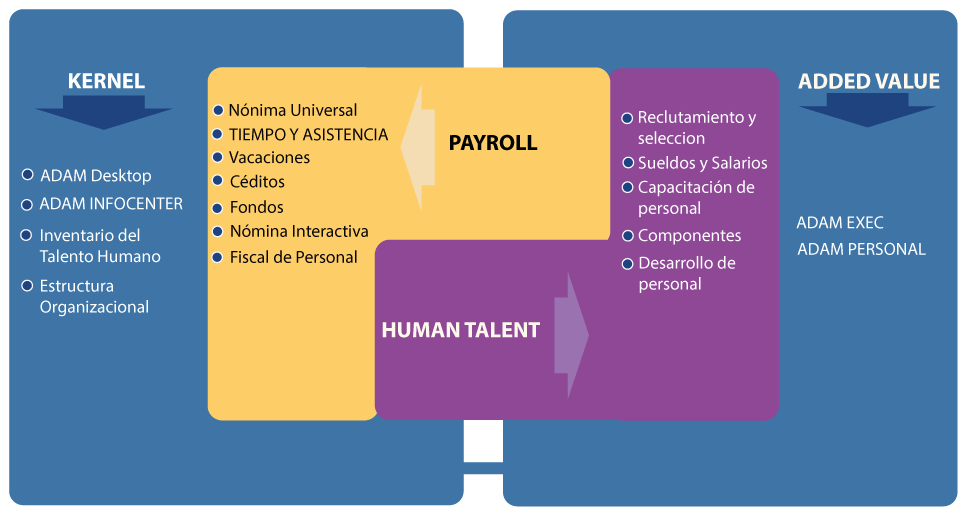 KERNEL
ADAM Desktop
ADAM INFOCENTER
Inventario del
Talento Humano
Estructura
Organizacional
Nónima Universal
TIEMPO Y ASISTENCIA
Vacaciones
Céditos
Fondos
Nómina Interactiva
Fiscal de Personal
PAYROLL
HUMAN TALENT
Reclutamiento y
seleccion
Sueldos y Salarios
Capacitación de
personal
Componentes
Desarrollo de
personal
ADDED VALUE
ADAM EXEC
ADAM PERSONAL